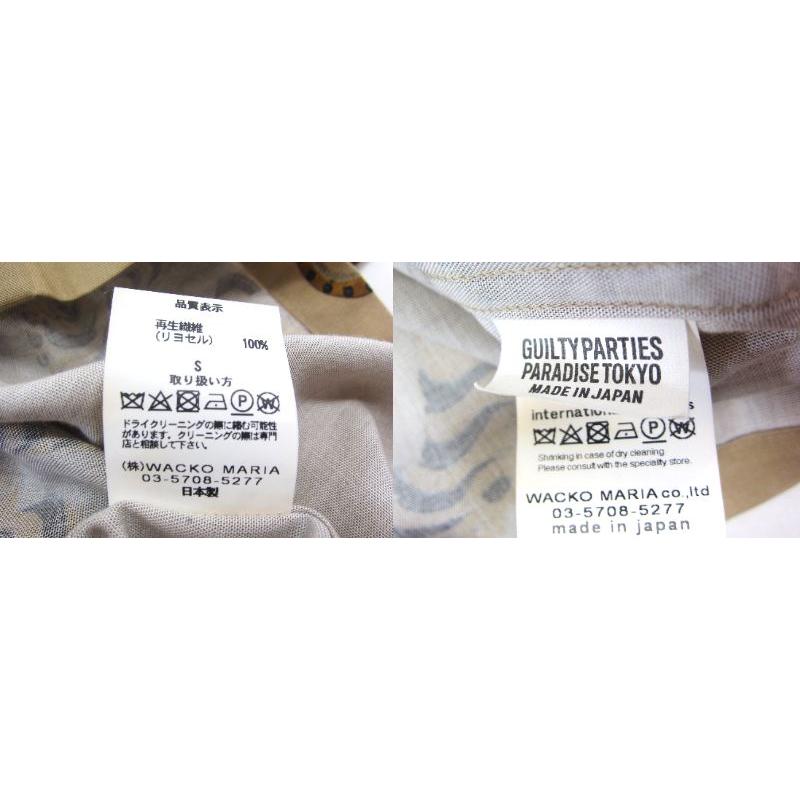 品質表示
再生繊維
(リヨセル) 100%
S
取り扱い方
ドライクリーニングの際に縮む可能性
があります。クリーニングの際は専門
店と相談して下さい。
(株)WACKO MARIA
03-5708-5277
日本製
GUILTY PARTIES
PARADISE TOKYO
MADE IN JAPAN
internation
Shanking in case of dry cleaning.
Please consult with the speciality store.
WACKO MARIA co.,ltd
03-5708-5277
made in japan